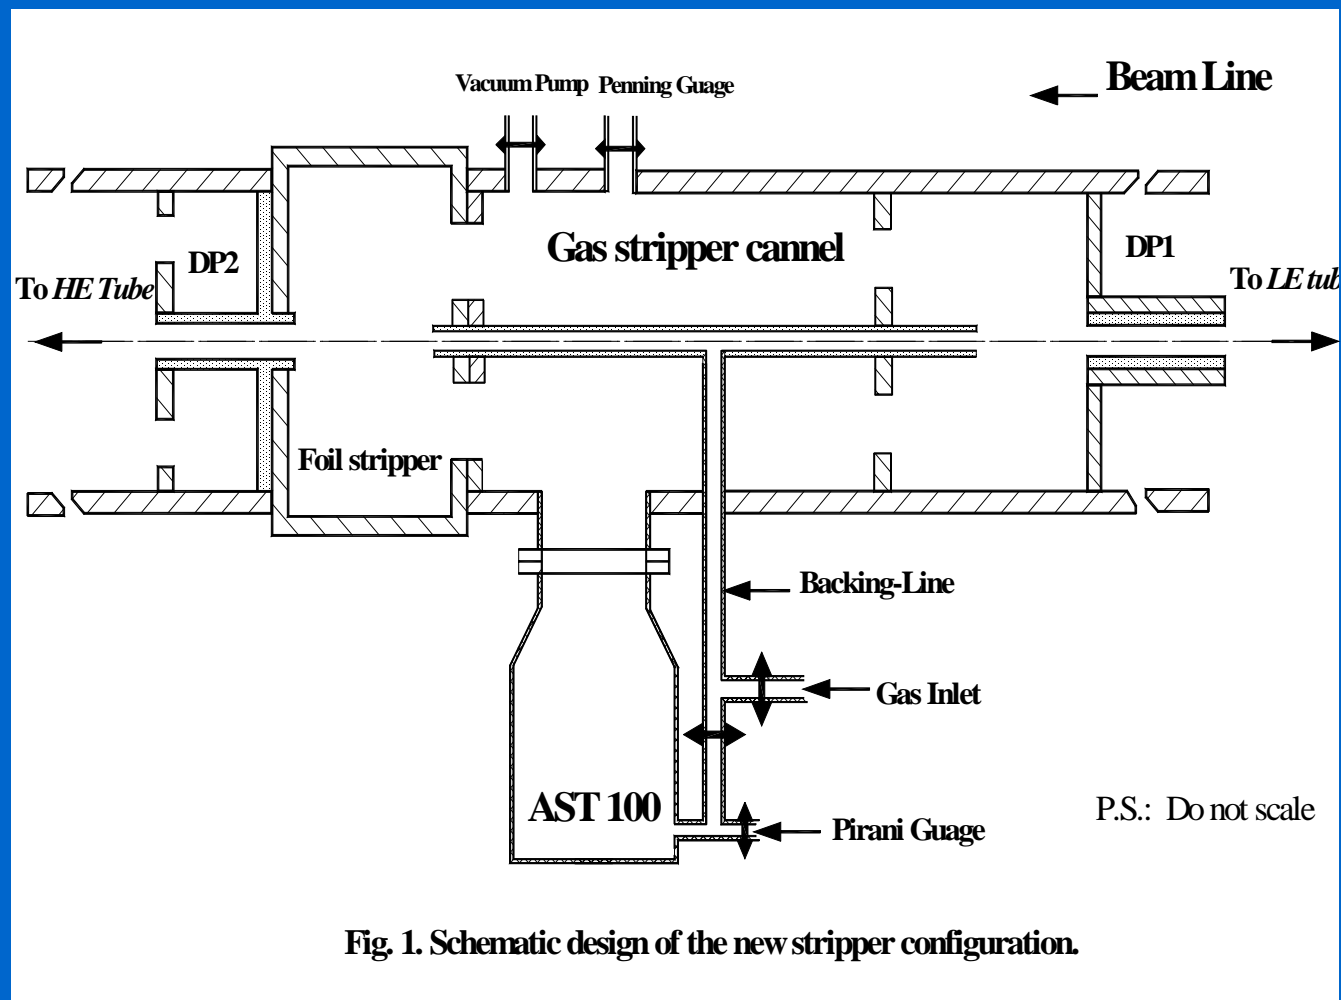 Vacuum Pump Penning Guage
Beam Line
Gas stripper cannel
DP1
DP2
To HE Tube
To LE tub
Foil stripper
Backing-Line
Gas Inlet
AST 100
Pirani Guage
P.S.: Do not scale
Fig. 1. Schematic design of the new stripper configuration.